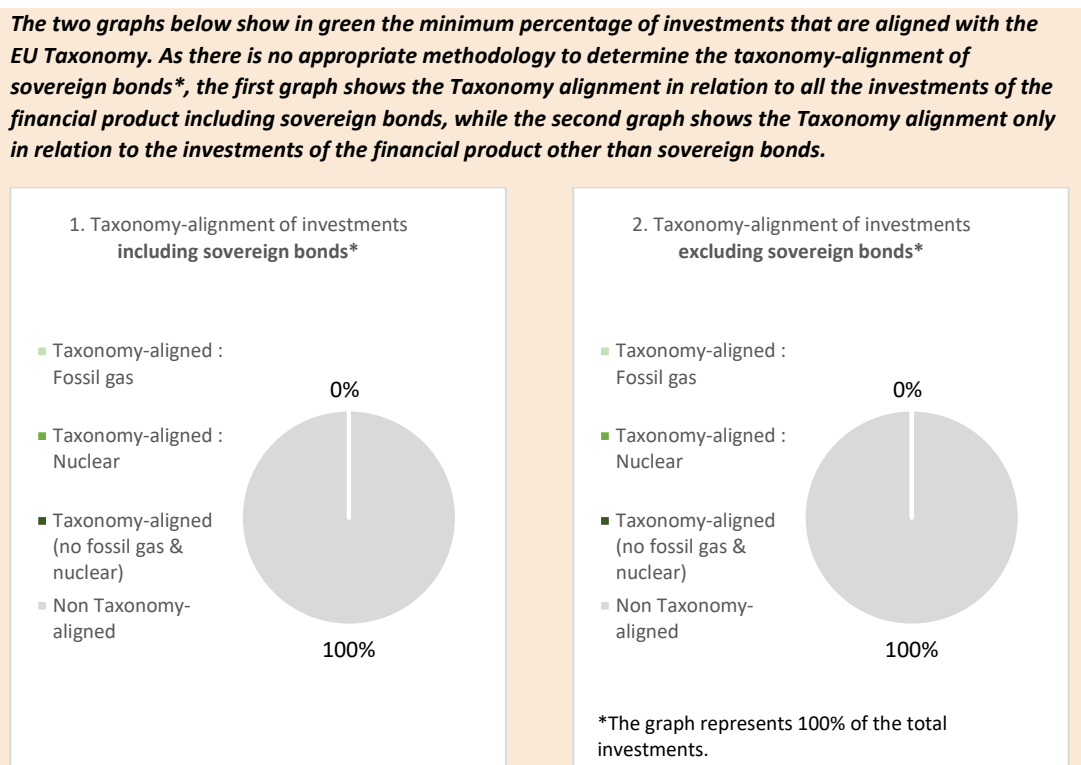 The two graphs below show in green the minimum percentage of investments that are aligned with the
EU Taxonomy. As there is no appropriate methodology to determine the taxonomy-alignment of
sovereign bonds*, the first graph shows the Taxonomy alignment in relation to all the investments of the
financial product including sovereign bonds, while the second graph shows the Taxonomy alignment only
in relation to the investments of the financial product other than sovereign bonds.
1. Taxonomy-alignment of investments
including sovereign bonds*
Taxonomy-aligned :
Fossil gas
Taxonomy-aligned :
Nuclear
Taxonomy-aligned
(no fossil gas &
nuclear)
Non Taxonomy-
aligned
0%
100%
2. Taxonomy-alignment of investments
excluding sovereign bonds*
Taxonomy-aligned :
Fossil gas
Taxonomy-aligned :
Nuclear
Taxonomy-aligned
(no fossil gas &
nuclear)
Non Taxonomy-
aligned
0%
100%
*The graph represents 100% of the total
investments.